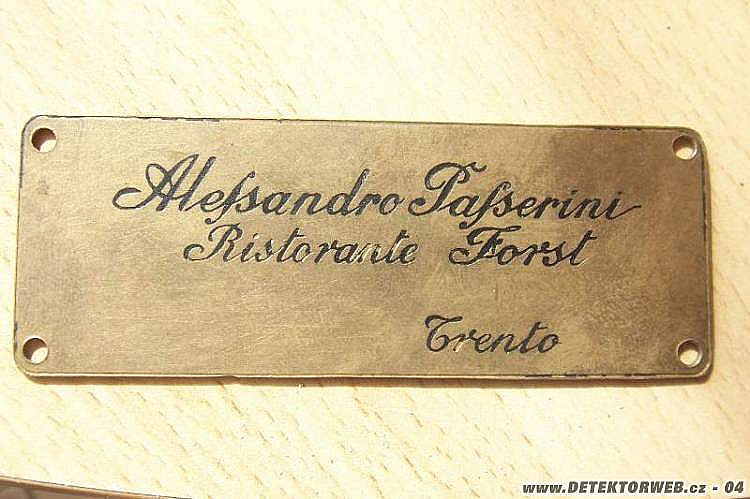 Aleſsandro Paſserini
Ristorante Forst
Trento
www.DETEKTORWEB.cz - 04